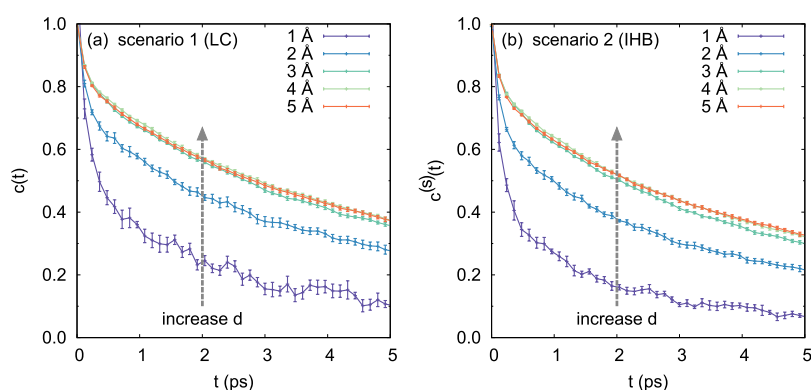 (a) scenario 1 (LC)
1 Å
2 Å
3 Å
4 Å
5 Å
increase d
c(t)
1.0
0.8
0.6
0.4
0.2
0.0
0 1 2 3 4 5
t (ps)
(b) scenario 2 (IHB)
1 Å
2 Å
3 Å
4 Å
5 Å
increase d
c(s)(t)
1.0
0.8
0.6
0.4
0.2
0.0
0 1 2 3 4 5
t (ps)